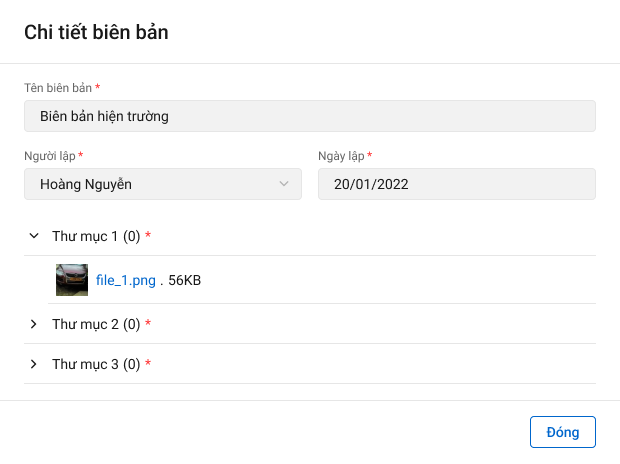 Chi tiết biên bản
Tên biên bản *
Biên bản hiện trường
Người lập * Ngày lập *
Hoàng Nguyễn 20/01/2022
Thư mục 1 (0) *
file_1.png . 56KB
Thư mục 2 (0) *
Thư mục 3 (0) *
Đóng